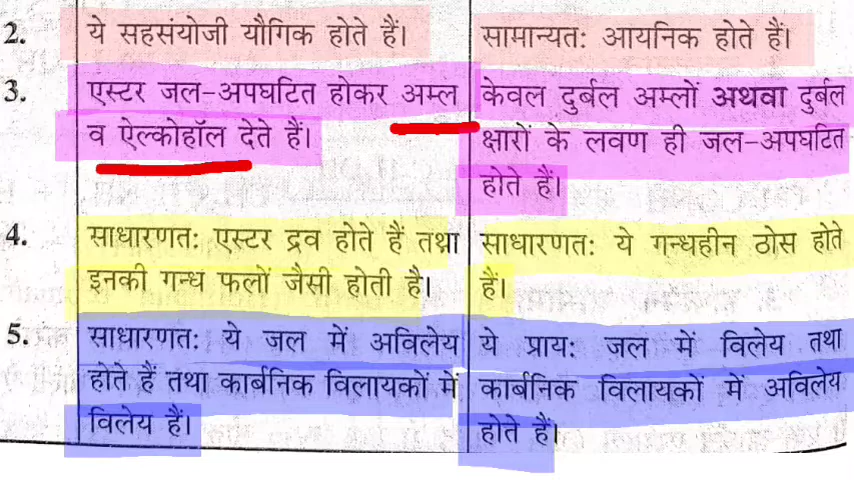 2. ये सहसंयोजी यौगिक होते हैं। सामान्यतः आयनिक होते हैं।
3. एस्टर जल-अपघटित होकर अम्ल केवल दुर्बल अम्लों अथवा दुर्बल
व ऐल्कोहॉल देते हैं। क्षारों के लवण ही जल-अपघटित
होते हैं।
4. साधारणतः एस्टर द्रव होते हैं तथा साधारणतः ये गन्धहीन ठोस होते
इनकी गन्ध फलों जैसी होती है। हैं।
5. साधारणतः ये जल में अविलेय ये प्रायः जल में विलेय तथा
होते हैं तथा कार्बनिक विलायकों में कार्बनिक विलायकों में अविलेय
विलेय हैं। होते हैं।